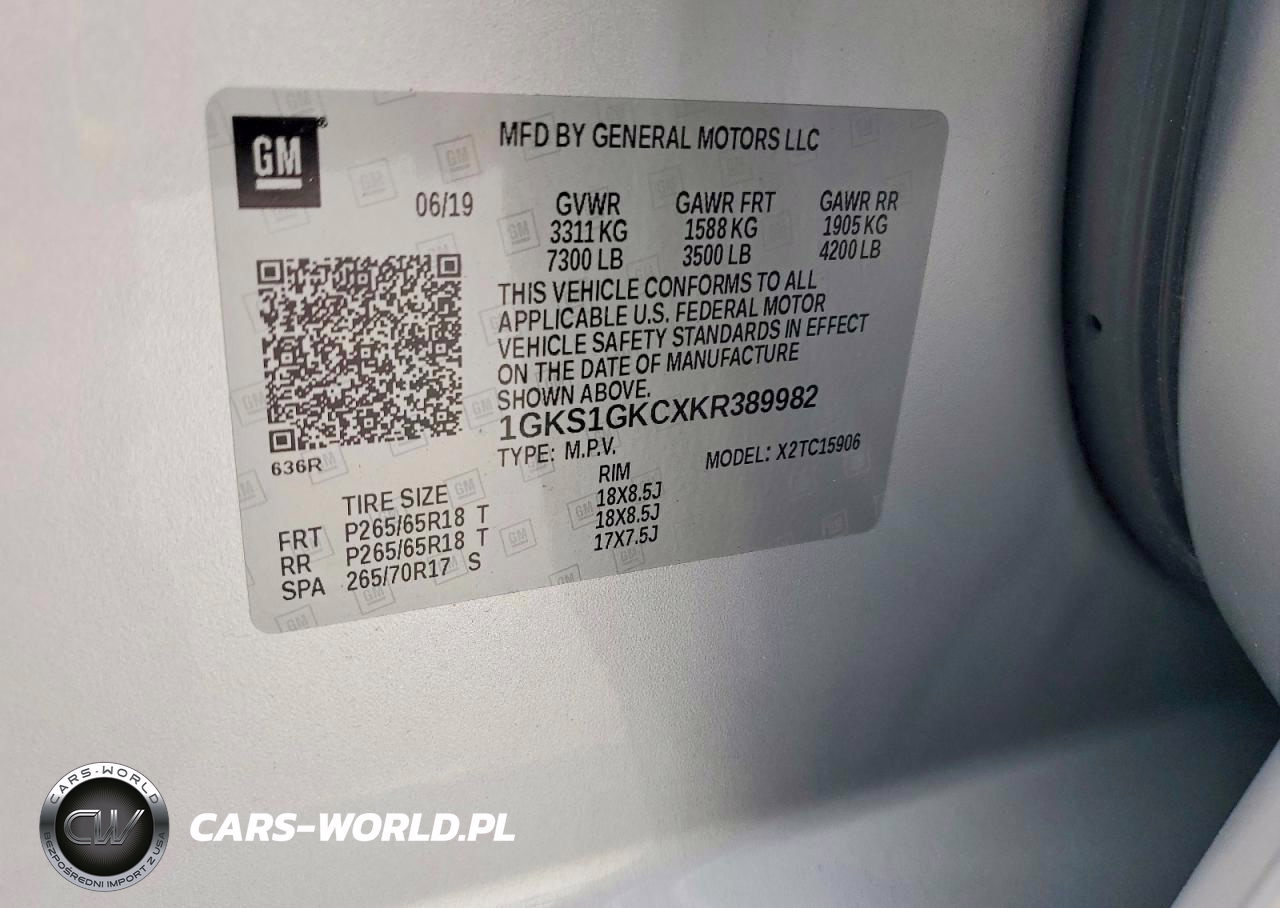 GM
MFD BY GENERAL MOTORS LLC
06/19
GVWR GAWR FRT GAWR RR
3311 KG 1588 KG 1905 KG
7300 LB 3500 LB 4200 LB
THIS VEHICLE CONFORMS TO ALL
APPLICABLE U.S. FEDERAL MOTOR
VEHICLE SAFETY STANDARDS IN EFFECT
ON THE DATE OF MANUFACTURE
SHOWN ABOVE.
1GKS1GKCXKR389982
TYPE: M.P.V. MODEL: X2TC15906
636R
TIRE SIZE RIM
FRT P265/65R18 T 18X8.5J
RR P265/65R18 T 18X8.5J
SPA 265/70R17 S 17X7.5J
CARS-WORLD
CW
BEZPOŚREDNI IMPORT Z USA
CARS-WORLD.PL